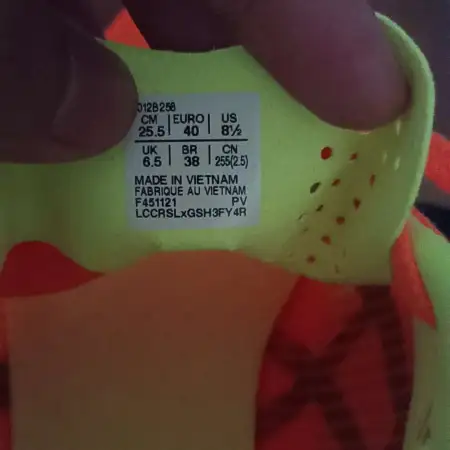 312B258
CM EURO US
25.5 40 8½
UK BR CN
6.5 38 255(2.5)
MADE IN VIETNAM
FABRIQUE AU VIETNAM
F451121 PV
LCCRSLxGSH3FY4R